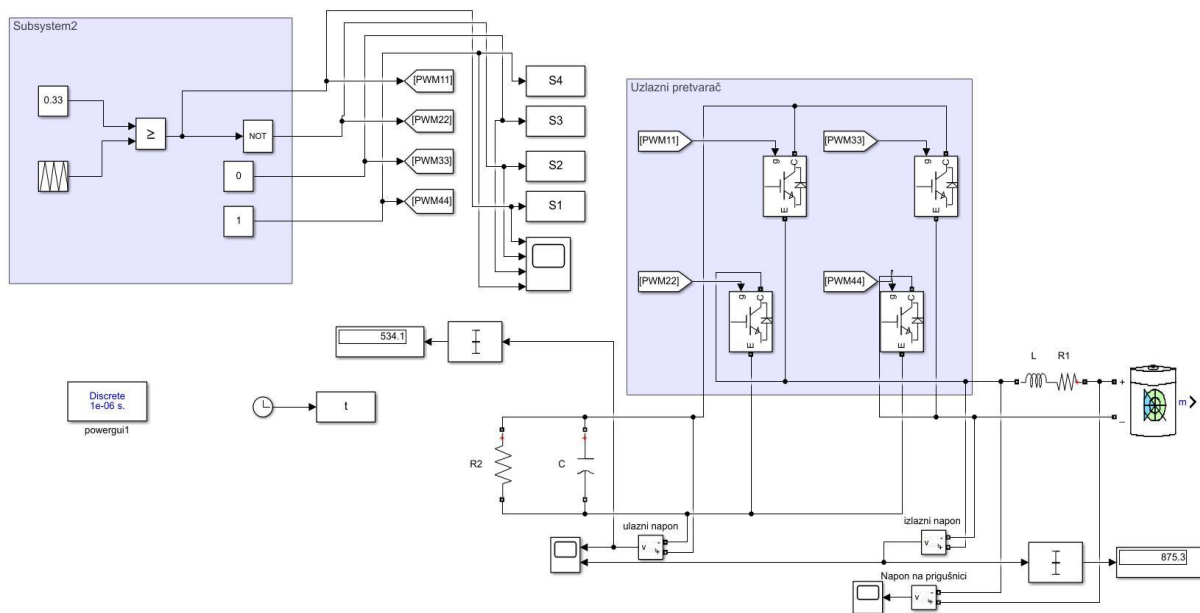 Subsystem2
0.33
≥
NOT
0
1
[PWM11]
[PWM22]
[PWM33]
[PWM44]
S4
S3
S2
S1
Uzlazni pretvarač
[PWM11]
[PWM33]
g
C
E
g
C
E
[PWM22]
[PWM44]
g
C
E
g
C
E
534.1
Discrete
1e-06 s.
powergui1
t
L
R1
+
m
_
R2
C
ulazni napon
v
-
+
izlazni napon
v
-
+
875.3
Napon na prigušnici
v
-
+